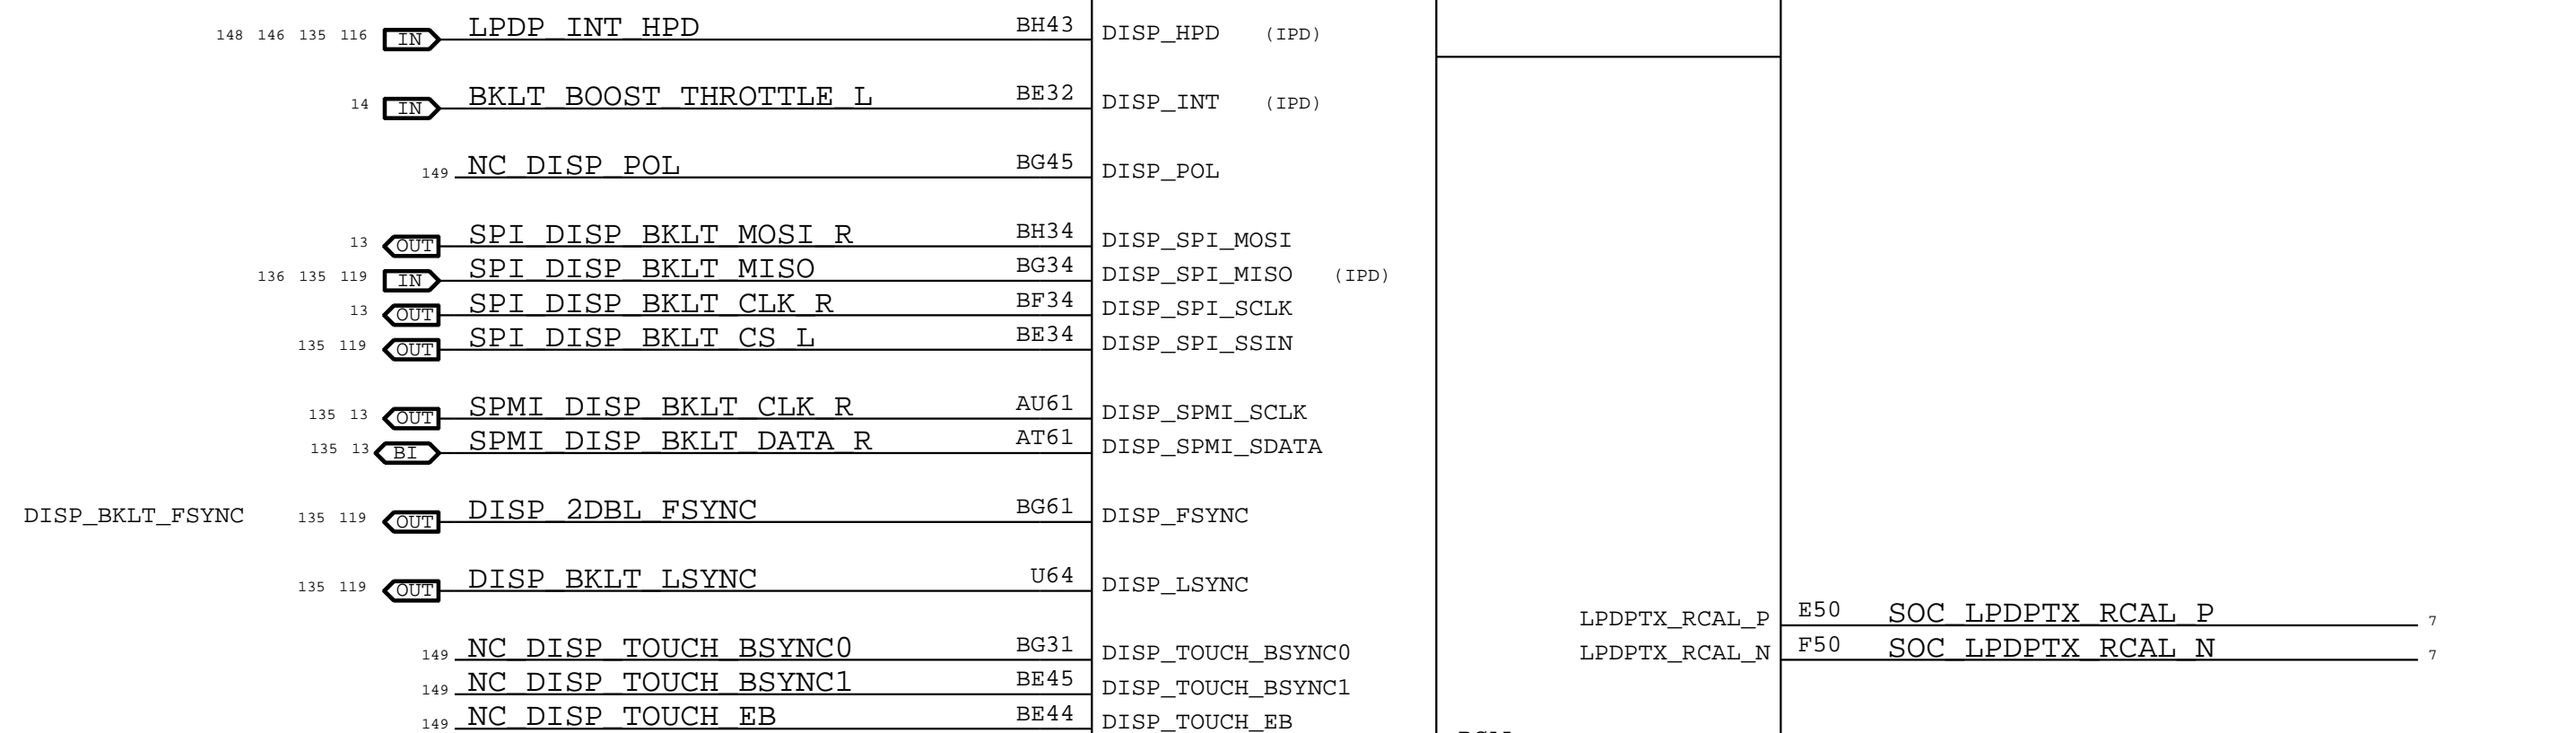 148 146 135 116 IN LPDP_INT_HPD BH43 DISP_HPD (IPD)
14 IN BKLT_BOOST_THROTTLE_L BE32 DISP_INT (IPD)
149 NC_DISP_POL BG45 DISP_POL
13 OUT SPI_DISP_BKLT_MOSI_R BH34 DISP_SPI_MOSI
136 135 119 IN SPI_DISP_BKLT_MISO BG34 DISP_SPI_MISO (IPD)
13 OUT SPI_DISP_BKLT_CLK_R BF34 DISP_SPI_SCLK
135 119 OUT SPI_DISP_BKLT_CS_L BE34 DISP_SPI_SSIN
135 13 OUT SPMI_DISP_BKLT_CLK_R AU61 DISP_SPMI_SCLK
135 13 BI SPMI_DISP_BKLT_DATA_R AT61 DISP_SPMI_SDATA
DISP_BKLT_FSYNC 135 119 OUT DISP_2DBL_FSYNC BG61 DISP_FSYNC
135 119 OUT DISP_BKLT_LSYNC U64 DISP_LSYNC
LPDPTX_RCAL_P E50 SOC_LPDPTX_RCAL_P 7
149 NC_DISP_TOUCH_BSYNC0 BG31 DISP_TOUCH_BSYNC0 LPDPTX_RCAL_N F50 SOC_LPDPTX_RCAL_N 7
149 NC_DISP_TOUCH_BSYNC1 BE45 DISP_TOUCH_BSYNC1
149 NC_DISP_TOUCH_EB BE44 DISP_TOUCH_EB